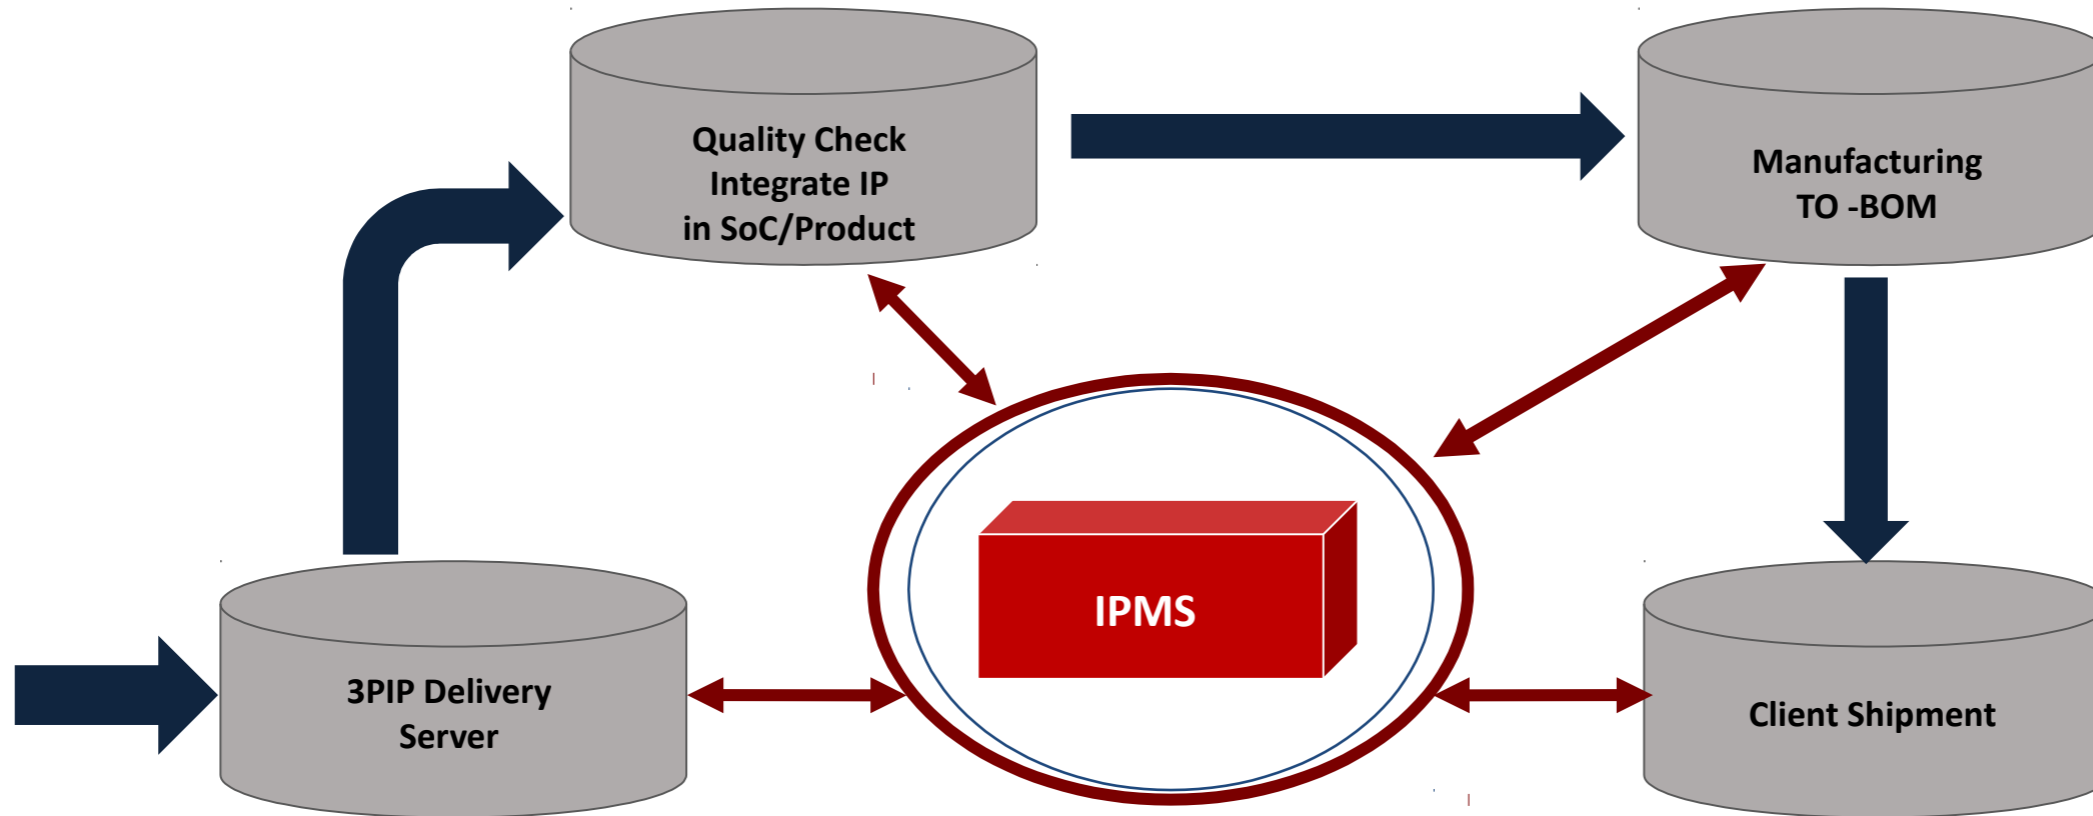 Quality Check
Integrate IP
in SoC/Product
Manufacturing
TO -BOM
IPMS
3PIP Delivery
Server
Client Shipment